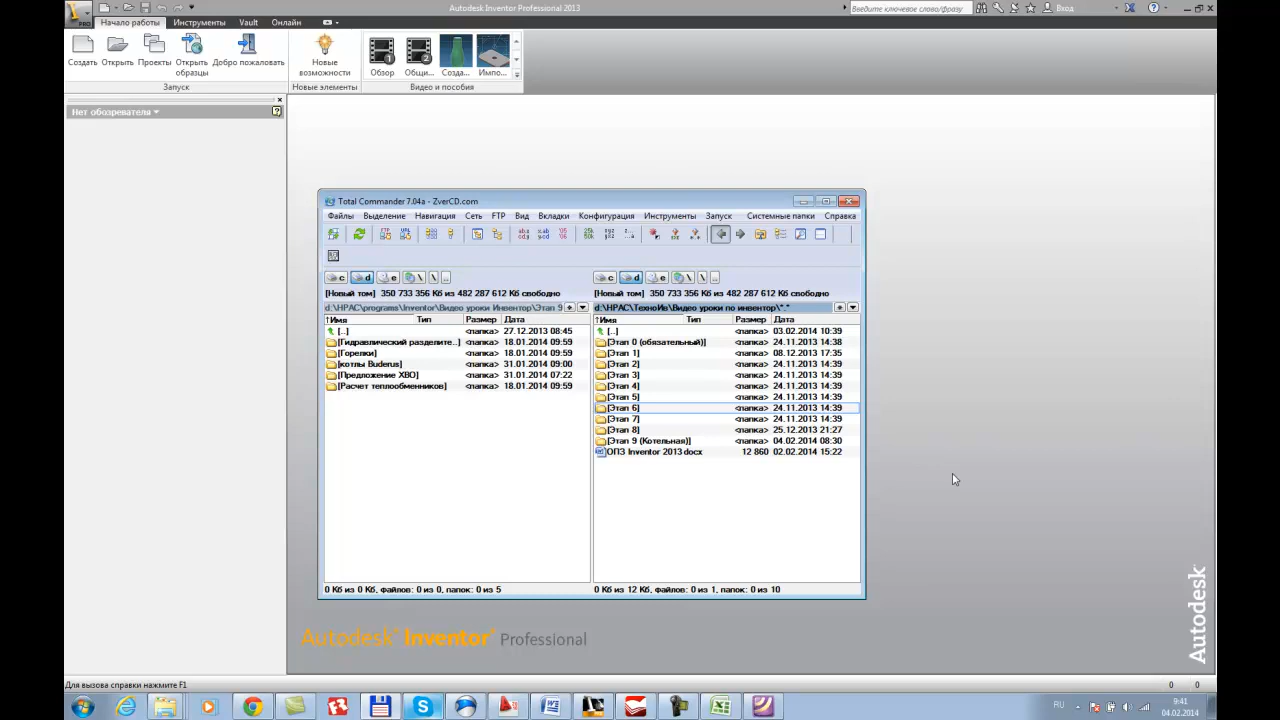 PRO
Autodesk Inventor Professional 2013
Введите ключевое слово/фразу
Вход
Начало работы Инструменты Vault Онлайн
Создать Открыть Проекты Открыть образцы Добро пожаловать
Новые возможности
Обзор Общи... Созда... Импо...
Запуск Новые элементы Видео и пособия
Нет обозревателя
Total Commander 7.04a - ZverCD.com
Файлы Выделение Навигация Сеть FTP Вид Вкладки Конфигурация Инструменты Запуск Системные папки Справка
c d e \ \ ..
c d e \ \ ..
[Новый том] 350 733 356 Кб из 482 287 612 Кб свободно
[Новый том] 350 733 356 Кб из 482 287 612 Кб свободно
d:\НРАС\programs\Inventor\Видео уроки Инвентор\Этап 9
d:\НРАС\ТехноИв\Видео уроки по инвентор\*.*
↑Имя Тип Размер Дата
[..] <папка> 27.12.2013 08:45
[Гидравлический разделите..] <папка> 18.01.2014 09:59
[Горелки] <папка> 18.01.2014 09:59
[котлы Buderus] <папка> 31.01.2014 09:00
[Предложение ХВО] <папка> 31.01.2014 07:22
[Расчет теплообменников] <папка> 18.01.2014 09:59
↑Имя Тип Размер Дата
[..] <папка> 03.02.2014 10:39
[Этап 0 (обязательный)] <папка> 24.11.2013 14:38
[Этап 1] <папка> 08.12.2013 17:35
[Этап 2] <папка> 24.11.2013 14:39
[Этап 3] <папка> 24.11.2013 14:39
[Этап 4] <папка> 24.11.2013 14:39
[Этап 5] <папка> 24.11.2013 14:39
[Этап 6] <папка> 24.11.2013 14:39
[Этап 7] <папка> 24.11.2013 14:39
[Этап 8] <папка> 25.12.2013 21:27
[Этап 9 (Котельная)] <папка> 04.02.2014 08:30
ОПЗ Inventor 2013 docx 12 860 02.02.2014 15:22
0 Кб из 0 Кб, файлов: 0 из 0, папок: 0 из 5
0 Кб из 12 Кб, файлов: 0 из 1, папок: 0 из 10
Autodesk® Inventor® Professional
Autodesk
Для вызова справки нажмите F1
0 0
RU
9:41
04.02.2014